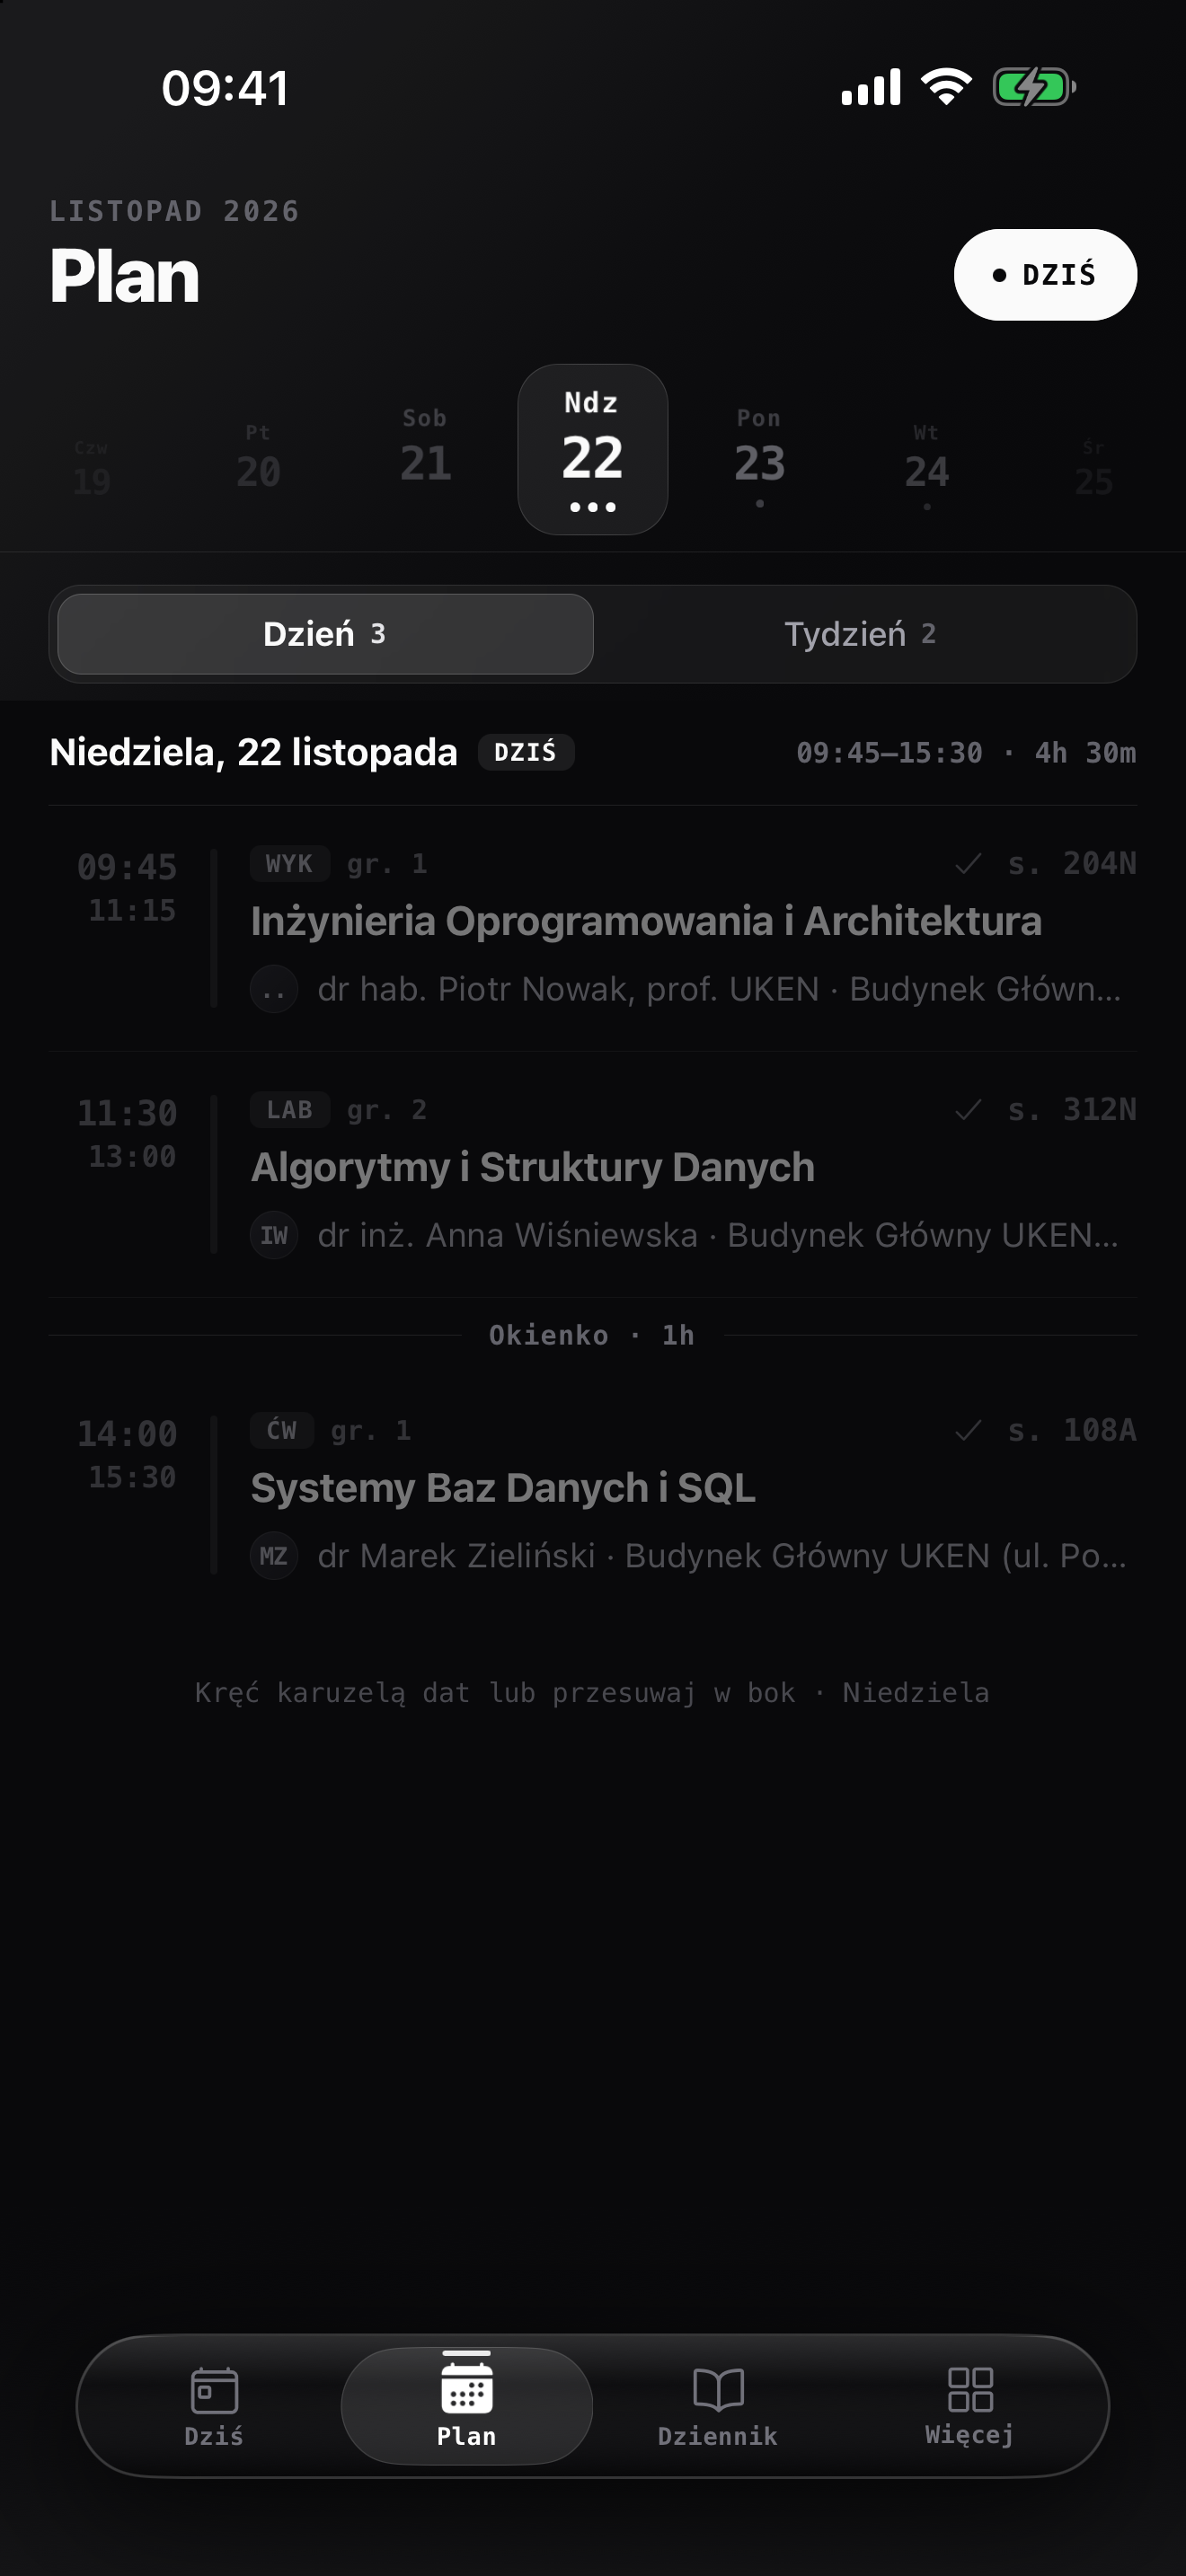 09:41
LISTOPAD 2026
Plan
• DZIŚ
Czw Pt Sob Ndz Pon Wt Śr
19 20 21 22 23 24 25
Dzień 3 Tydzień 2
Niedziela, 22 listopada DZIŚ 09:45–15:30 · 4h 30m
09:45 WYK gr. 1 s. 204N
11:15
Inżynieria Oprogramowania i Architektura
.. dr hab. Piotr Nowak, prof. UKEN · Budynek Główn...
11:30 LAB gr. 2 s. 312N
13:00
Algorytmy i Struktury Danych
IW dr inż. Anna Wiśniewska · Budynek Główny UKEN...
Okienko · 1h
14:00 ĆW gr. 1 s. 108A
15:30
Systemy Baz Danych i SQL
MZ dr Marek Zieliński · Budynek Główny UKEN (ul. Po...
Kręć karuzelą dat lub przesuwaj w bok · Niedziela
Dziś Plan Dziennik Więcej